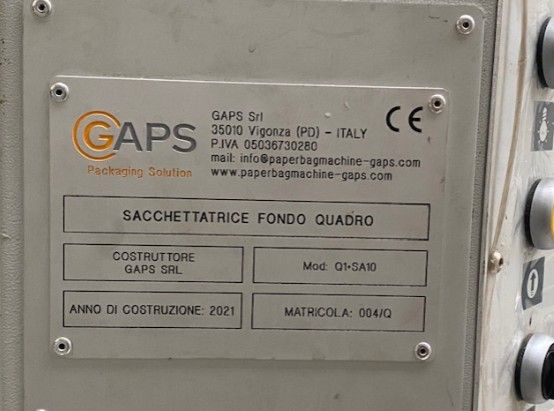 GAPS
Packaging Solution
GAPS Srl
35010 Vigonza (PD) - ITALY
P.IVA 05036730280
mail: info@paperbagmachine-gaps.com
www.paperbagmachine-gaps.com
CE
SACCHETTATRICE FONDO QUADRO
COSTRUTTORE
GAPS SRL
Mod: Q1+SA10
ANNO DI COSTRUZIONE: 2021
MATRICOLA: 004/Q